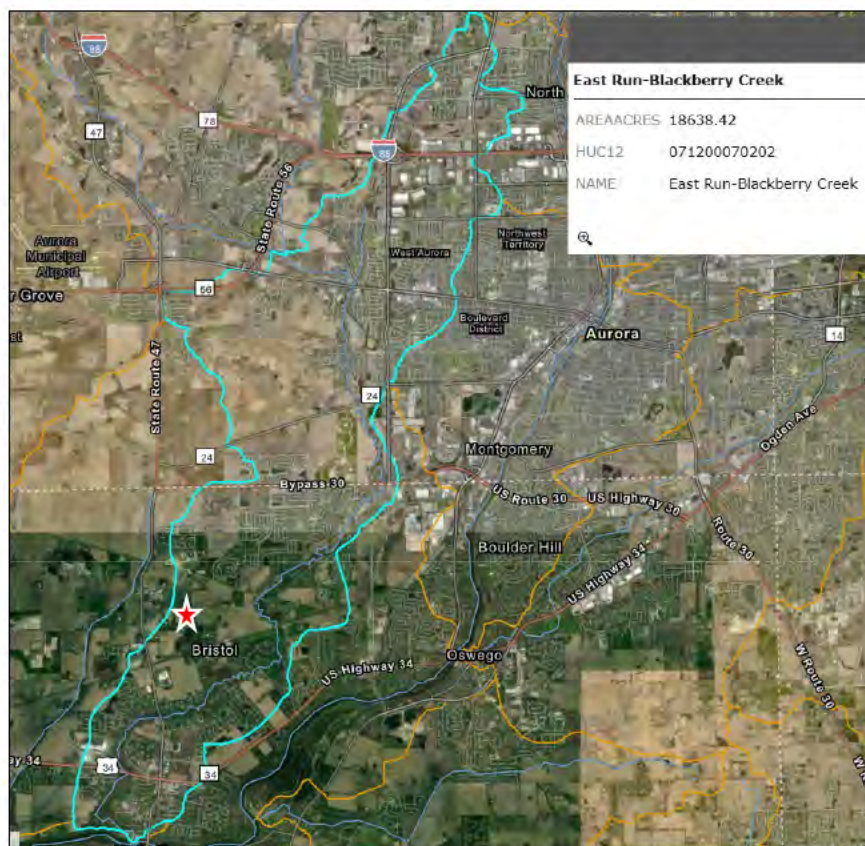 88
47
78
88
North
East Run-Blackberry Creek
AREAACRES 18638.42
HUC12 071200070202
NAME East Run-Blackberry Creek
State Route 56
Aurora
Municipal
Airport
West Aurora
Northwest
Territory
56
r Grove
Boulevard
District
Aurora
14
State Route 47
24
Ogden Ave
24
Montgomery
Bypass 30
US Route 30
US Highway 30
Route 30
Boulder Hill
US Highway 34
Bristol
Oswego
US Highway 34
W Route 30
ay 34
34
34